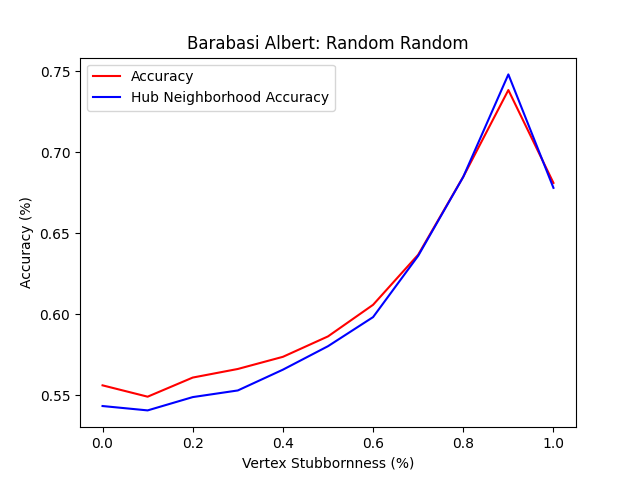 Barabasi Albert: Random Random
Accuracy
Hub Neighborhood Accuracy
0.75
0.70
0.65
0.60
0.55
Accuracy (%)
0.0 0.2 0.4 0.6 0.8 1.0
Vertex Stubbornness (%)